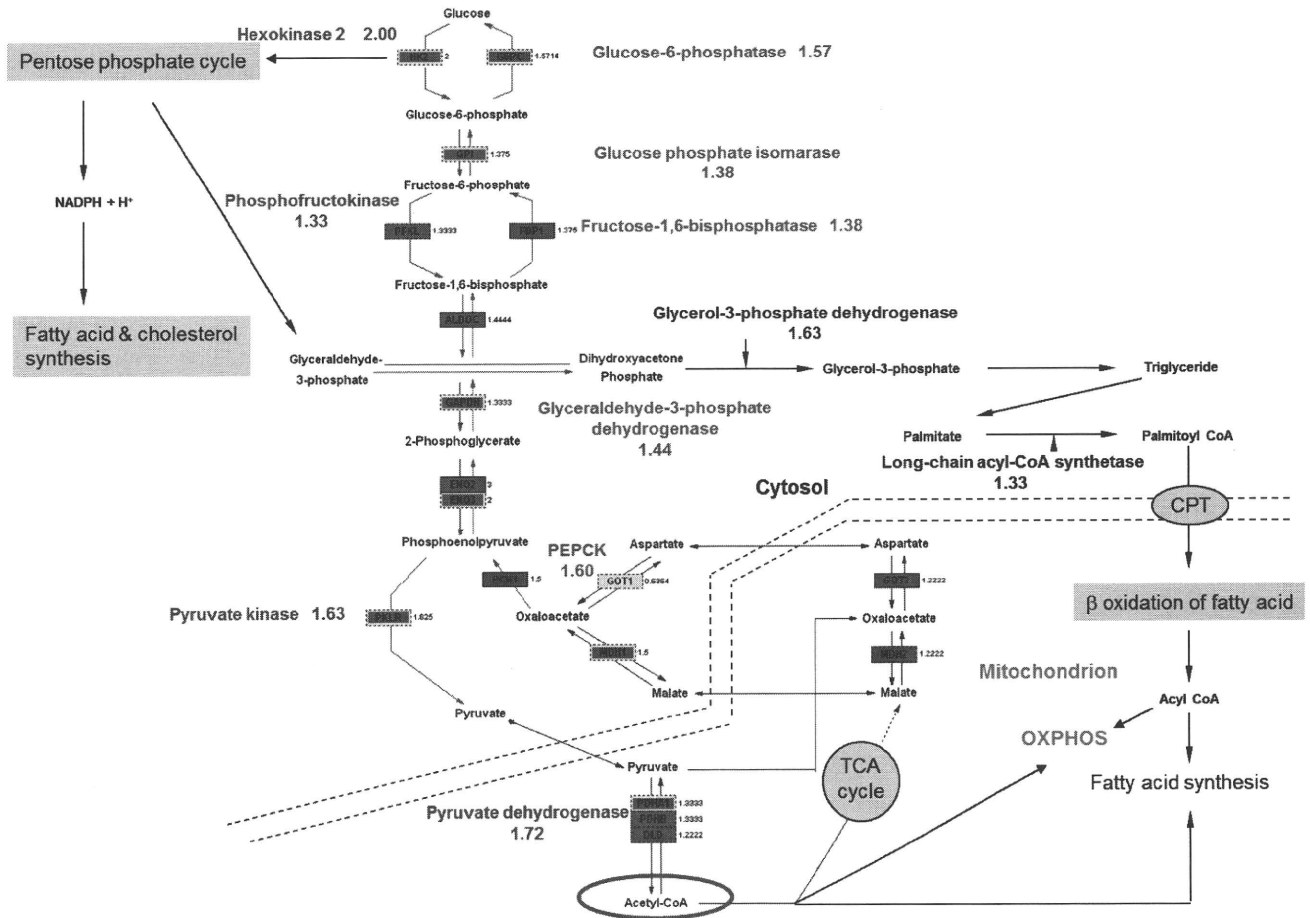 Glucose
Hexokinase 2 2.00
Pentose phosphate cycle
HK2 2
1.5714
Glucose-6-phosphatase 1.57
Glucose-6-phosphate
GPI 1.375
Glucose phosphate isomarase
1.38
Fructose-6-phosphate
NADPH + H⁺
Phosphofructokinase
1.33
PFKL 1.3333
FBP1 1.375
Fructose-1,6-bisphosphatase 1.38
Fructose-1,6-bisphosphate
Fatty acid & cholesterol
synthesis
ALDOC 1.4444
Glycerol-3-phosphate dehydrogenase
1.63
Glyceraldehyde-
3-phosphate
Dihydroxyacetone
Phosphate
Glycerol-3-phosphate
Triglyceride
GAPDH 1.3333
Glyceraldehyde-3-phosphate
dehydrogenase
1.44
2-Phosphoglycerate
Palmitate
Palmitoyl CoA
Long-chain acyl-CoA synthetase
1.33
ENO2 3
ENO3 2
Cytosol
CPT
Phosphoenolpyruvate
PEPCK
1.60
Aspartate
Aspartate
PCK1 1.5
GOT1 0.6364
GOT2 1.2222
β oxidation of fatty acid
Pyruvate kinase 1.63
PKLR 1.625
Oxaloacetate
Oxaloacetate
MDH1 1.5
MDH2 1.2222
Mitochondrion
Malate
Malate
Acyl CoA
Pyruvate
OXPHOS
Pyruvate
TCA
cycle
Fatty acid synthesis
Pyruvate dehydrogenase
1.72
PDHA1 1.3333
PDHB 1.3333
DLD 1.2222
Acetyl-CoA